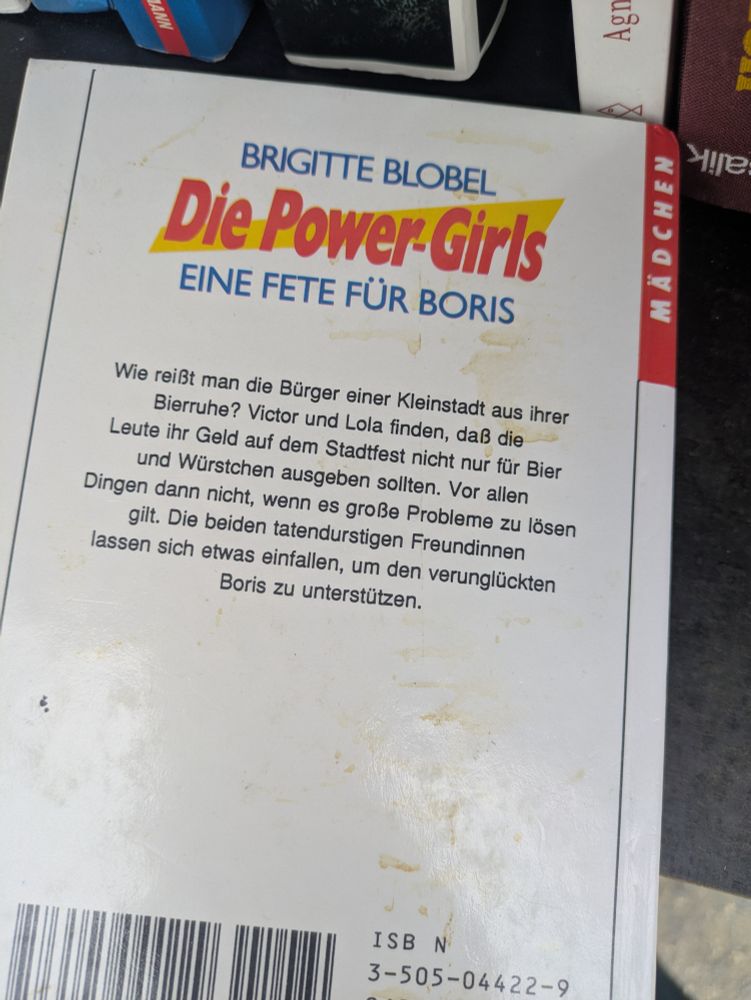 MANN
Agn
salik
MÄDCHEN
BRIGITTE BLOBEL
Die Power-Girls
EINE FETE FÜR BORIS
Wie reißt man die Bürger einer Kleinstadt aus ihrer
Bierruhe? Victor und Lola finden, daß die
Leute ihr Geld auf dem Stadtfest nicht nur für Bier
und Würstchen ausgeben sollten. Vor allen
Dingen dann nicht, wenn es große Probleme zu lösen
gilt. Die beiden tatendurstigen Freundinnen
lassen sich etwas einfallen, um den verunglückten
Boris zu unterstützen.
ISB N
3-505-04422-9